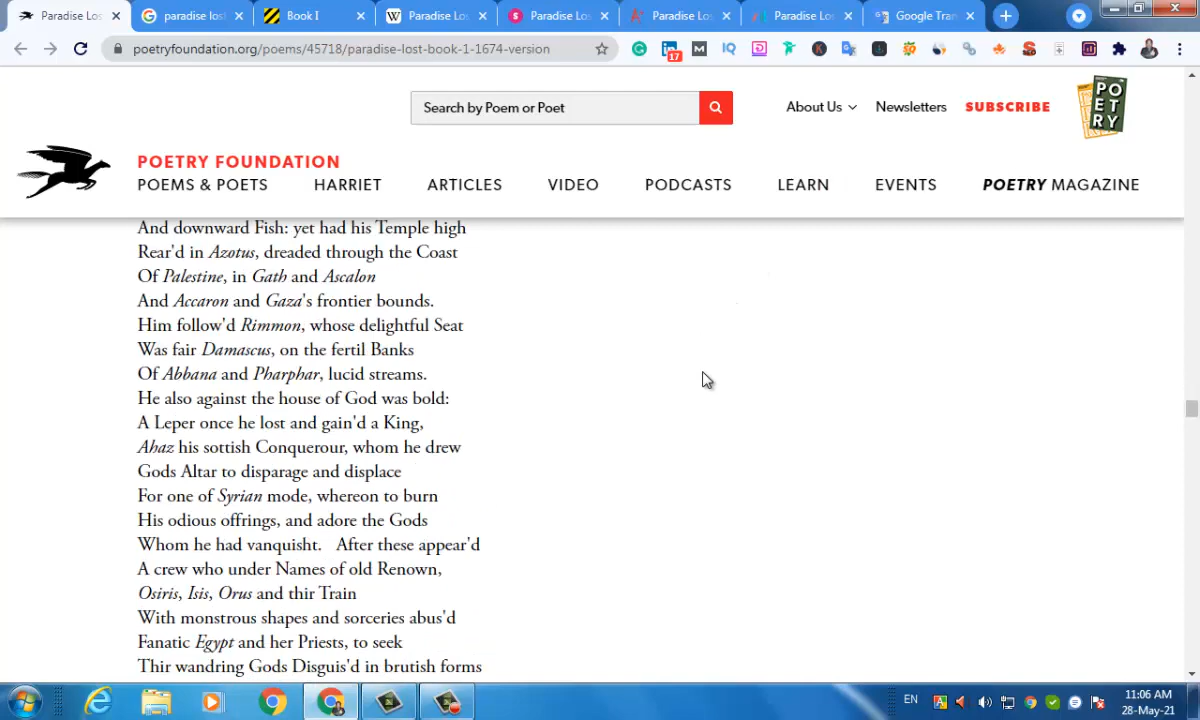 Paradise Los
paradise lost
Book I
Paradise Los
Paradise Los
Paradise Los
Paradise Los
Google Tran
poetryfoundation.org/poems/45718/paradise-lost-book-1-1674-version
17
Search by Poem or Poet
About Us
Newsletters
SUBSCRIBE
PO
ET
RY
POETRY FOUNDATION
POEMS & POETS
HARRIET
ARTICLES
VIDEO
PODCASTS
LEARN
EVENTS
POETRY MAGAZINE
And downward Fish: yet had his Temple high
Rear'd in Azotus, dreaded through the Coast
Of Palestine, in Gath and Ascalon
And Accaron and Gaza's frontier bounds.
Him follow'd Rimmon, whose delightful Seat
Was fair Damascus, on the fertil Banks
Of Abbana and Pharphar, lucid streams.
He also against the house of God was bold:
A Leper once he lost and gain'd a King,
Ahaz his sottish Conquerour, whom he drew
Gods Altar to disparage and displace
For one of Syrian mode, whereon to burn
His odious offrings, and adore the Gods
Whom he had vanquisht. After these appear'd
A crew who under Names of old Renown,
Osiris, Isis, Orus and thir Train
With monstrous shapes and sorceries abus'd
Fanatic Egypt and her Priests, to seek
Thir wandring Gods Disguis'd in brutish forms
EN
11:06 AM
28-May-21